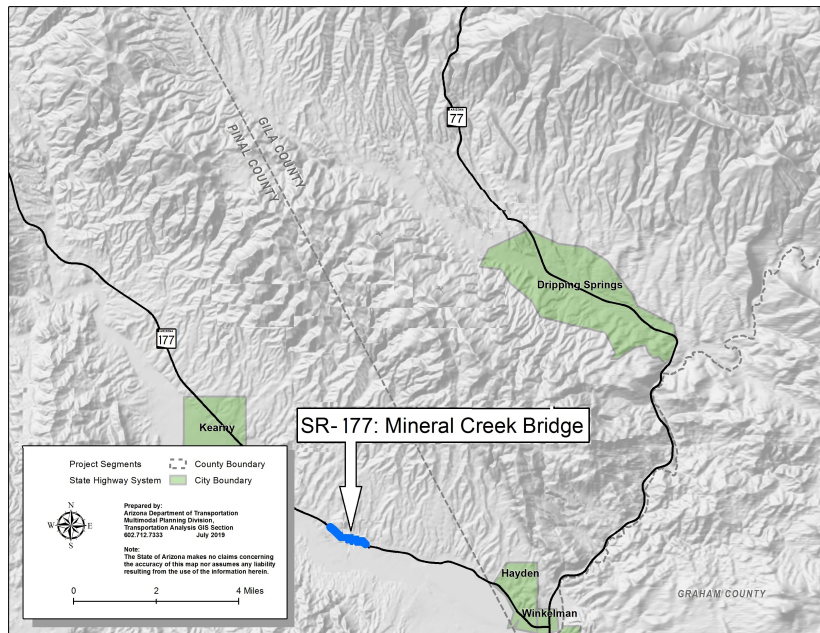 ARIZONA
77
GILA COUNTY
PINAL COUNTY
Dripping Springs
ARIZONA
177
Kearny
SR-177: Mineral Creek Bridge
Project Segments
County Boundary
State Highway System
City Boundary
N
W
E
S
Prepared by:
Arizona Department of Transportation
Multimodal Planning Division,
Transportation Analysis GIS Section
602.712.7333 July 2019
Note:
The State of Arizona makes no claims concerning
the accuracy of this map nor assumes any liability
resulting from the use of the information herein.
0 2 4 Miles
Hayden
Winkelman
GRAHAM COUNTY